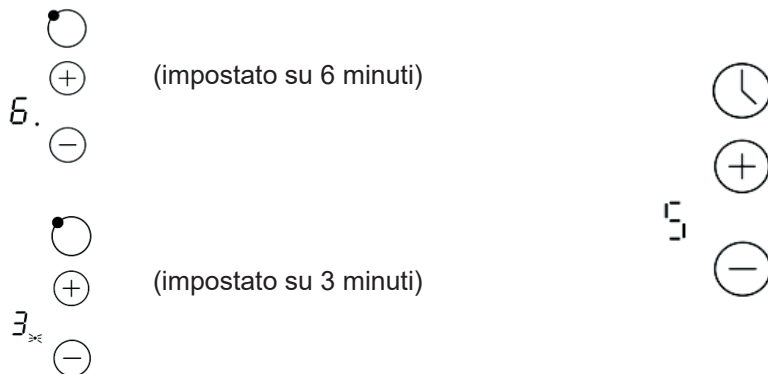 (impostato su 6 minuti)
6.
5
(impostato su 3 minuti)
3